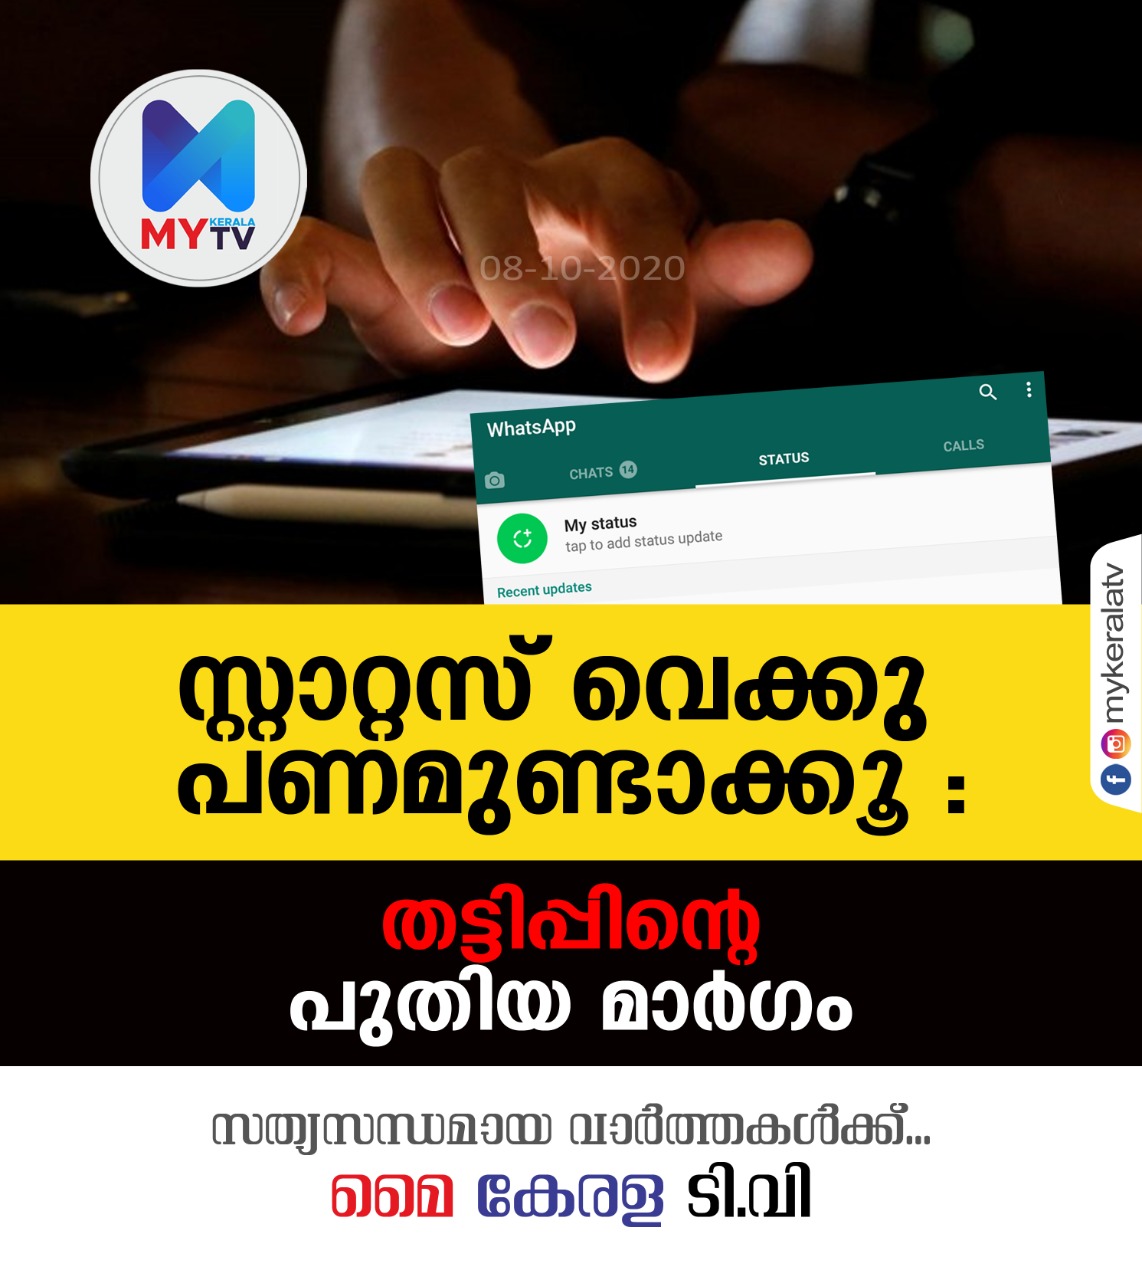 MY KERALA TV
08-10-2020
WhatsApp
CHATS 14 STATUS CALLS
My status
tap to add status update
Recent updates
mykeralatv
സ്റ്റാറ്റസ് വെക്കു
പണമുണ്ടാക്കൂ :
തട്ടിപ്പിന്റെ
പുതിയ മാർഗം
സത്യസന്ധമായ വാർത്തകൾക്ക്...
മൈ കേരള ടി.വി